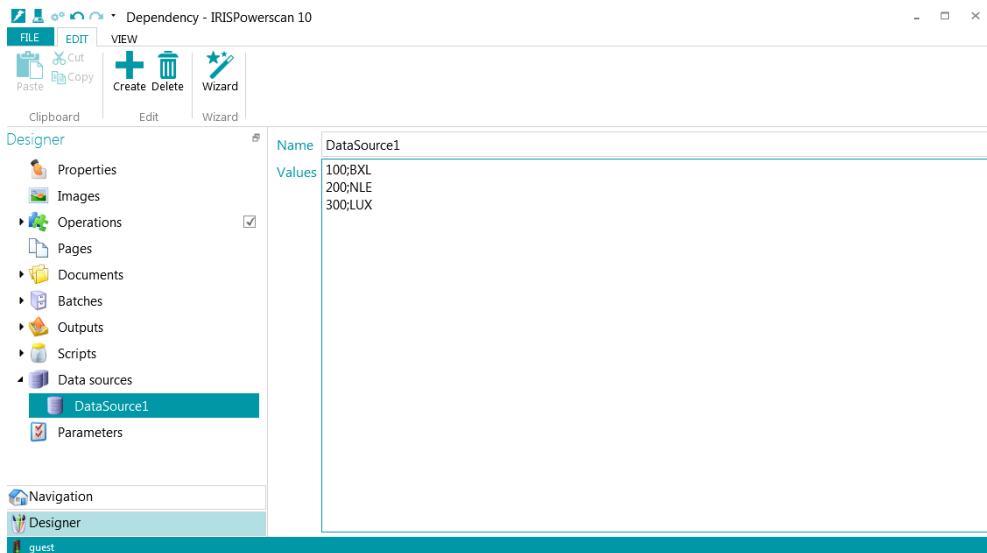 Dependency - IRISPowerscan 10
FILE EDIT VIEW
Paste
Cut
Copy
Create Delete
Wizard
Clipboard Edit Wizard
Designer
Properties
Images
Operations
Pages
Documents
Batches
Outputs
Scripts
Data sources
DataSource1
Parameters
Navigation
Designer
guest
Name DataSource1
Values 100;BXL
200;NLE
300;LUX